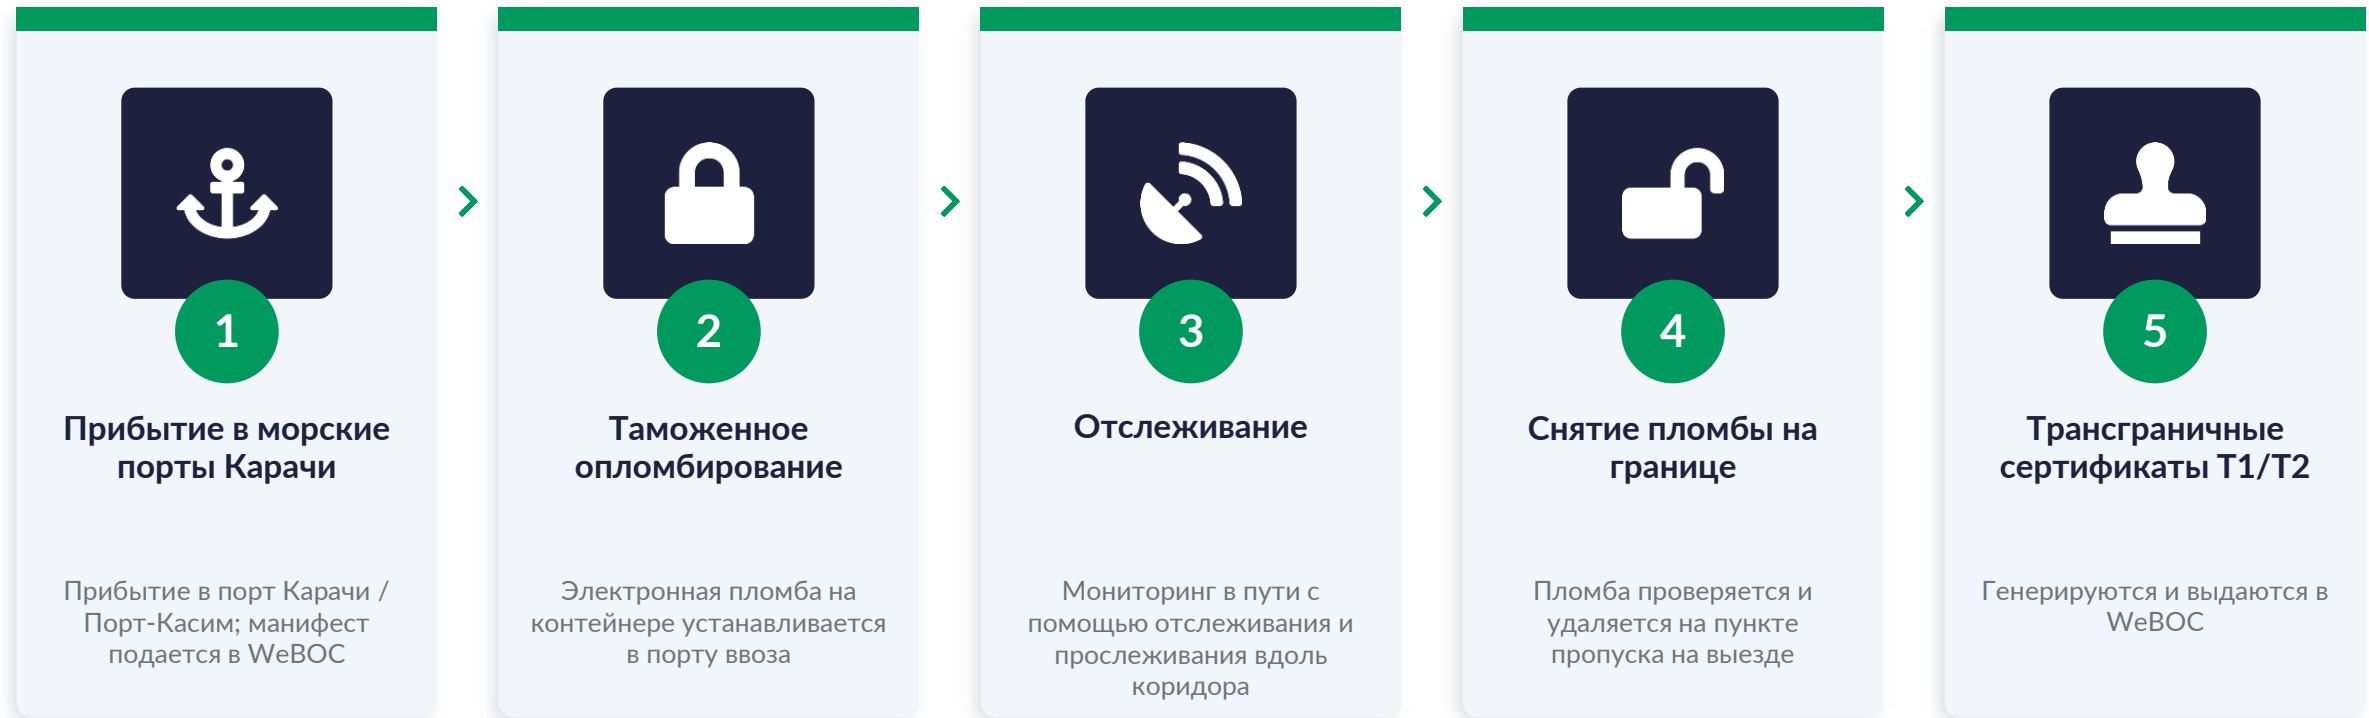 1
Прибытие в морские
порты Карачи
Прибытие в порт Карачи /
Порт-Касим; манифест
подается в WeBOC
2
Таможенное
опломбирование
Электронная пломба на
контейнере устанавливается
в порту ввоза
3
Отслеживание
Мониторинг в пути с
помощью отслеживания и
прослеживания вдоль
коридора
4
Снятие пломбы на
границе
Пломба проверяется и
удаляется на пункте
пропуска на выезде
5
Трансграничные
сертификаты T1/T2
Генерируются и выдаются в
WeBOC